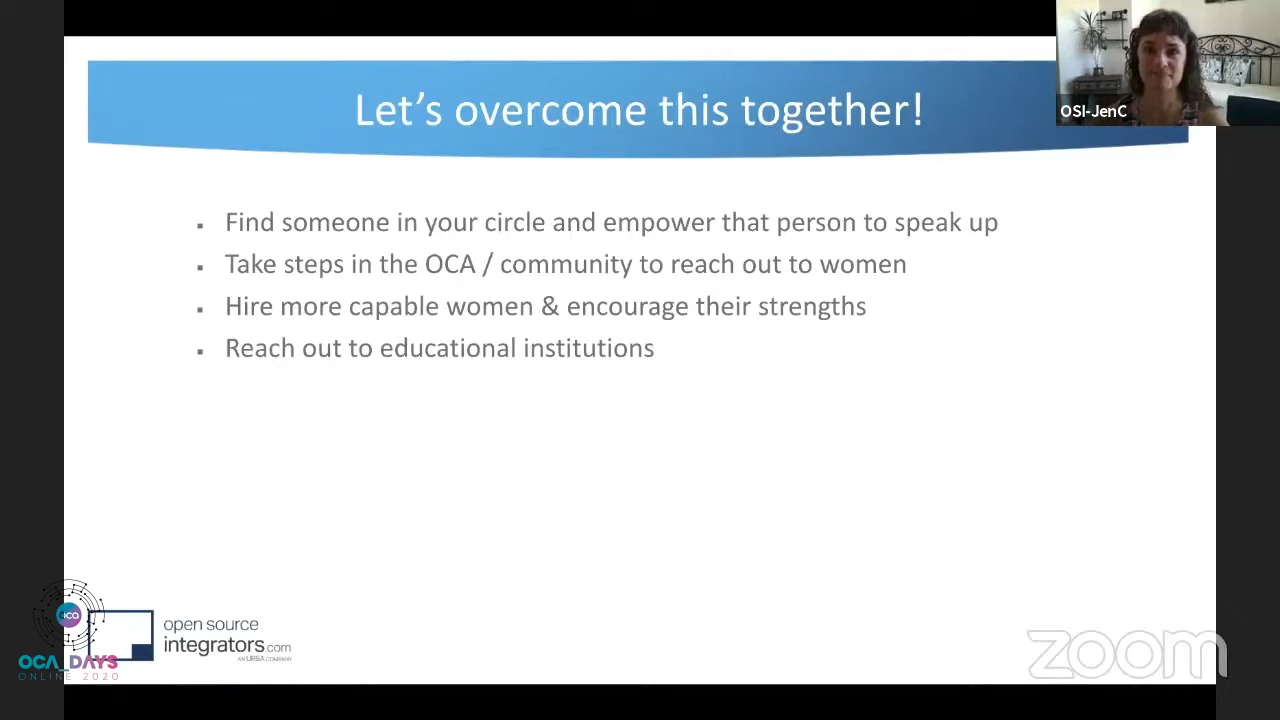 Let's overcome this together!
OSI-JenC
▪ Find someone in your circle and empower that person to speak up
▪ Take steps in the OCA / community to reach out to women
▪ Hire more capable women & encourage their strengths
▪ Reach out to educational institutions
oca
OCA_DAYS
ONLINE 2020
open source
integrators.com
AN URSA COMPANY
zoom